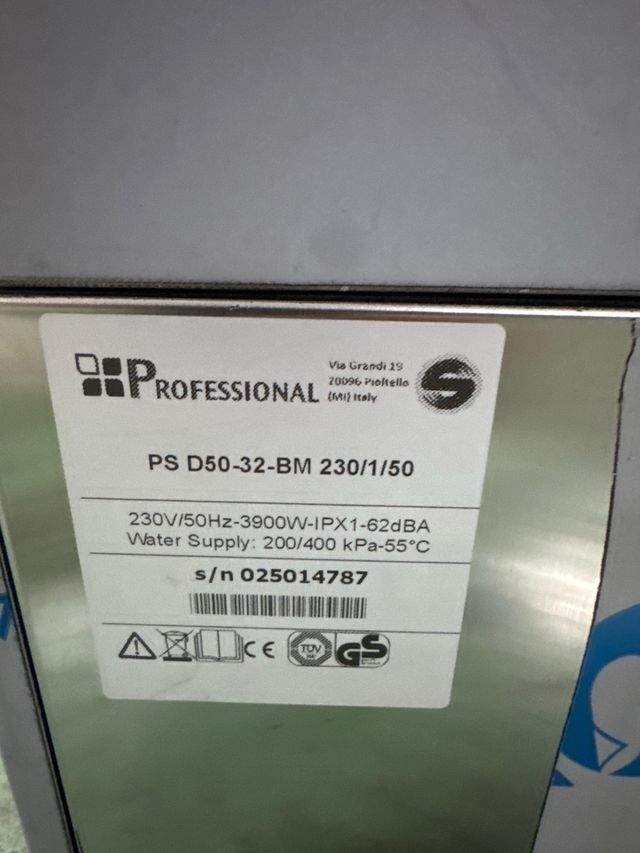 PROFESSIONAL
Via Grandi 19
20096 Pioltello
(MI) Italy
S
PS D50-32-BM 230/1/50
230V/50Hz-3900W-IPX1-62dBA
Water Supply: 200/400 kPa-55°C
s/n 025014787
CE TÜV GS